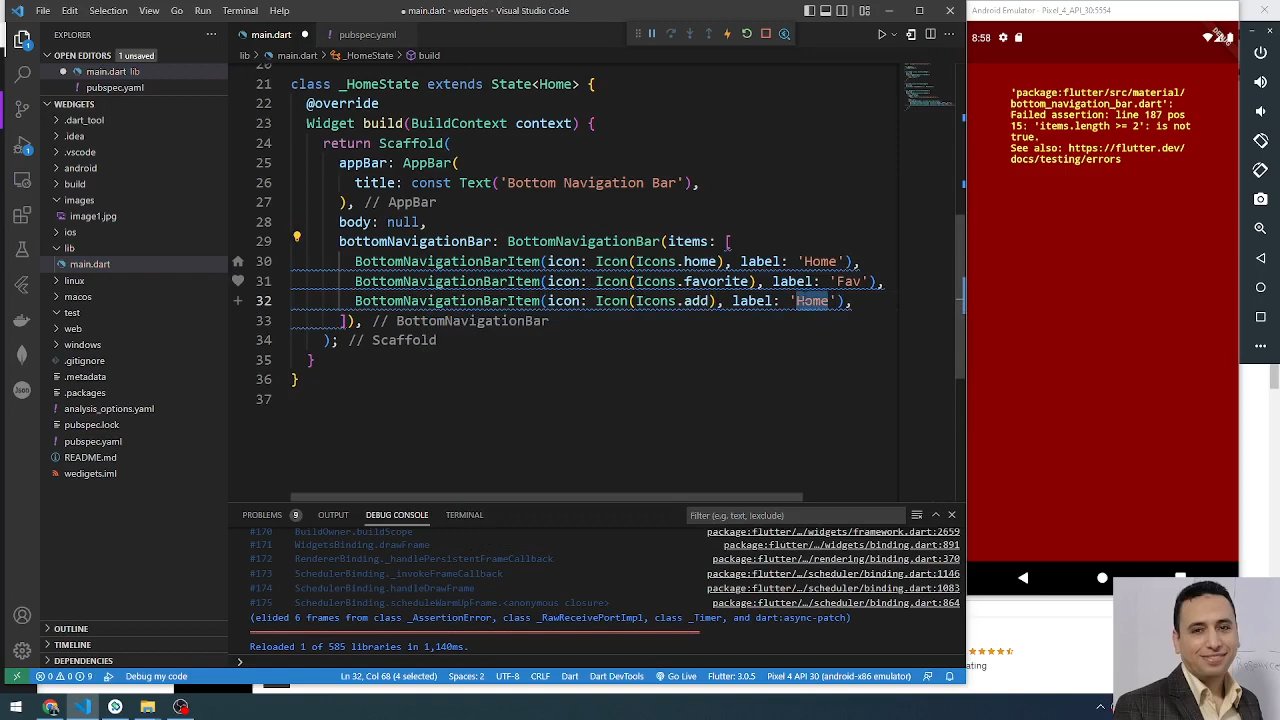 File
Edit
Selection
View
Go
Run
● main.dart - widgets - Visual Studio Code
Android Emulator - Pixel_4_API_30:5554
EXPLORER
main.dart
pubspec.yaml
8:58
DEBUG
OPEN EDITORS
1 unsaved
main.dart lib
pubspec.yaml
WIDGETS
.dart_tool
.idea
.vscode
android
build
images
image1.jpg
ios
lib
main.dart
linux
macos
test
web
windows
.gitignore
.metadata
.packages
analysis_options.yaml
pubspec.lock
pubspec.yaml
README.md
widgets.iml
OUTLINE
TIMELINE
DEPENDENCIES
lib > main.dart > _HomeState > build
20
21 class _HomeState extends State<Home> {
22 @override
23 Widget build(BuildContext context) {
24 return Scaffold(
25 appBar: AppBar(
26 title: const Text('Bottom Navigation Bar'),
27 ), // AppBar
28 body: null,
29 bottomNavigationBar: BottomNavigationBar(items: [
30 BottomNavigationBarItem(icon: Icon(Icons.home), label: 'Home'),
31 BottomNavigationBarItem(icon: Icon(Icons.favorite), label: 'Fav'),
32 BottomNavigationBarItem(icon: Icon(Icons.add), label: 'Home'),
33 ]), // BottomNavigationBar
34 ); // Scaffold
35 }
36 }
37
'package:flutter/src/material/
bottom_navigation_bar.dart':
Failed assertion: line 187 pos
15: 'items.length >= 2': is not
true.
See also: https://flutter.dev/
docs/testing/errors
PROBLEMS 9
OUTPUT
DEBUG CONSOLE
TERMINAL
Filter (e.g. text, !exclude)
#170 BuildOwner.buildScope package:flutter/…/widgets/framework.dart:2659
#171 WidgetsBinding.drawFrame package:flutter/…/widgets/binding.dart:891
#172 RendererBinding._handlePersistentFrameCallback package:flutter/…/rendering/binding.dart:370
#173 SchedulerBinding._invokeFrameCallback package:flutter/…/scheduler/binding.dart:1146
#174 SchedulerBinding.handleDrawFrame package:flutter/…/scheduler/binding.dart:1083
#175 SchedulerBinding.scheduleWarmUpFrame.<anonymous closure> package:flutter/…/scheduler/binding.dart:864
(elided 6 frames from class _AssertionError, class _RawReceivePortImpl, class _Timer, and dart:async-patch)
Reloaded 1 of 585 libraries in 1,140ms.
0 0 9
Debug my code
Ln 32, Col 68 (4 selected)
Spaces: 2
UTF-8
CRLF
Dart
Dart DevTools
Go Live
Flutter: 3.0.5
Pixel 4 API 30 (android-x86 emulator)
Json
1
1
ating